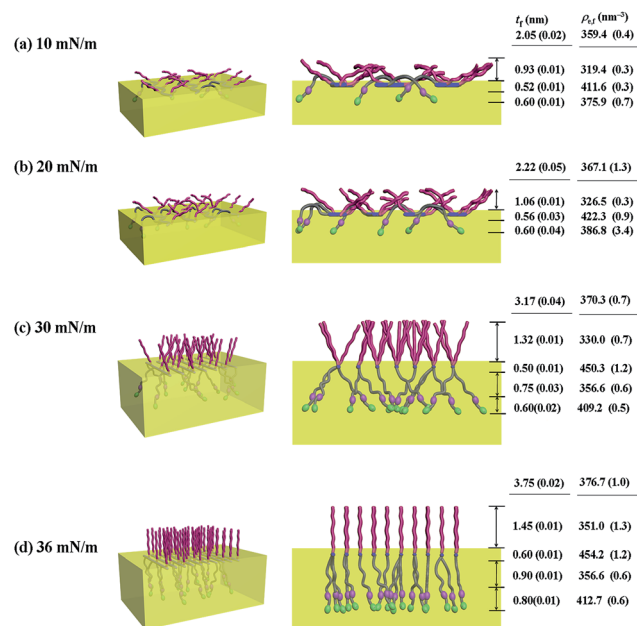 t_f (nm) ρ_e,f (nm⁻³)
2.05 (0.02) 359.4 (0.4)
(a) 10 mN/m
0.93 (0.01) 319.4 (0.3)
0.52 (0.01) 411.6 (0.3)
0.60 (0.01) 375.9 (0.7)
(b) 20 mN/m
2.22 (0.05) 367.1 (1.3)
1.06 (0.01) 326.5 (0.3)
0.56 (0.03) 422.3 (0.9)
0.60 (0.04) 386.8 (3.4)
3.17 (0.04) 370.3 (0.7)
(c) 30 mN/m
1.32 (0.01) 330.0 (0.7)
0.50 (0.01) 450.3 (1.2)
0.75 (0.03) 356.6 (0.6)
0.60(0.02) 409.2 (0.5)
3.75 (0.02) 376.7 (1.0)
1.45 (0.01) 351.0 (1.3)
(d) 36 mN/m
0.60 (0.01) 454.2 (1.2)
0.90 (0.01) 356.6 (0.6)
0.80(0.01) 412.7 (0.6)